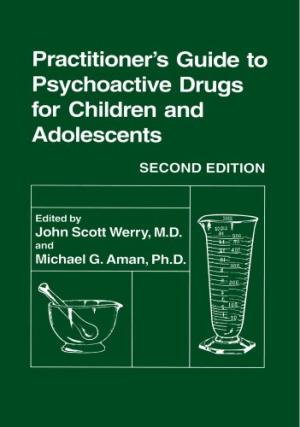 Practitioner's Guide to
Psychoactive Drugs
for Children and
Adolescents
SECOND EDITION
Edited by
John Scott Werry, M.D.
and
Michael G. Aman, Ph.D.